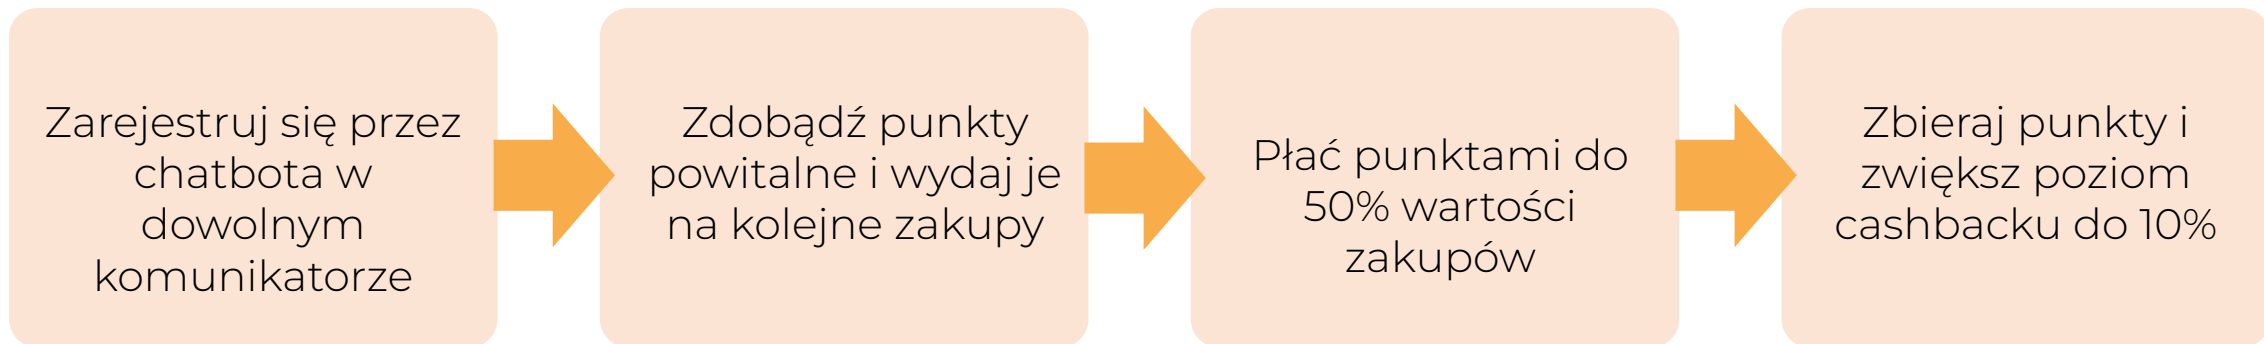 Zarejestruj się przez
chatbota w
dowolnym
komunikatorze
Zdobądź punkty
powitalne i wydaj je
na kolejne zakupy
Płać punktami do
50% wartości
zakupów
Zbieraj punkty i
zwiększ poziom
cashbacku do 10%